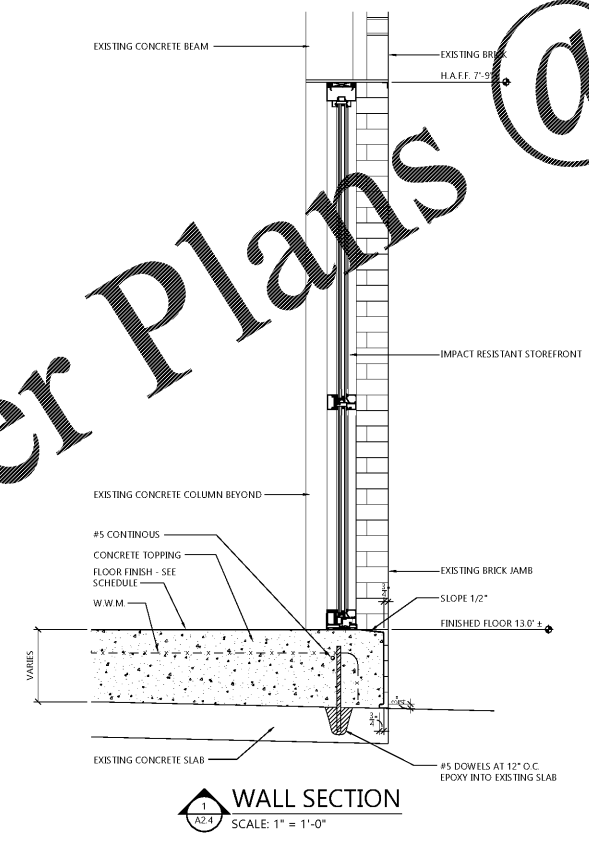 EXISTING CONCRETE BEAM
EXISTING BRICK
H.A.F.F. 7'-9"
@
er Plans
IMPACT RESISTANT STOREFRONT
EXISTING CONCRETE COLUMN BEYOND
#5 CONTINOUS
CONCRETE TOPPING
FLOOR FINISH - SEE
SCHEDULE
W.W.M.
EXISTING BRICK JAMB
SLOPE 1/2"
FINISHED FLOOR 13.0' ±
VARIES
EXISTING CONCRETE SLAB
#5 DOWELS AT 12" O.C.
EPOXY INTO EXISTING SLAB
1
A2.4
WALL SECTION
SCALE: 1" = 1'-0"